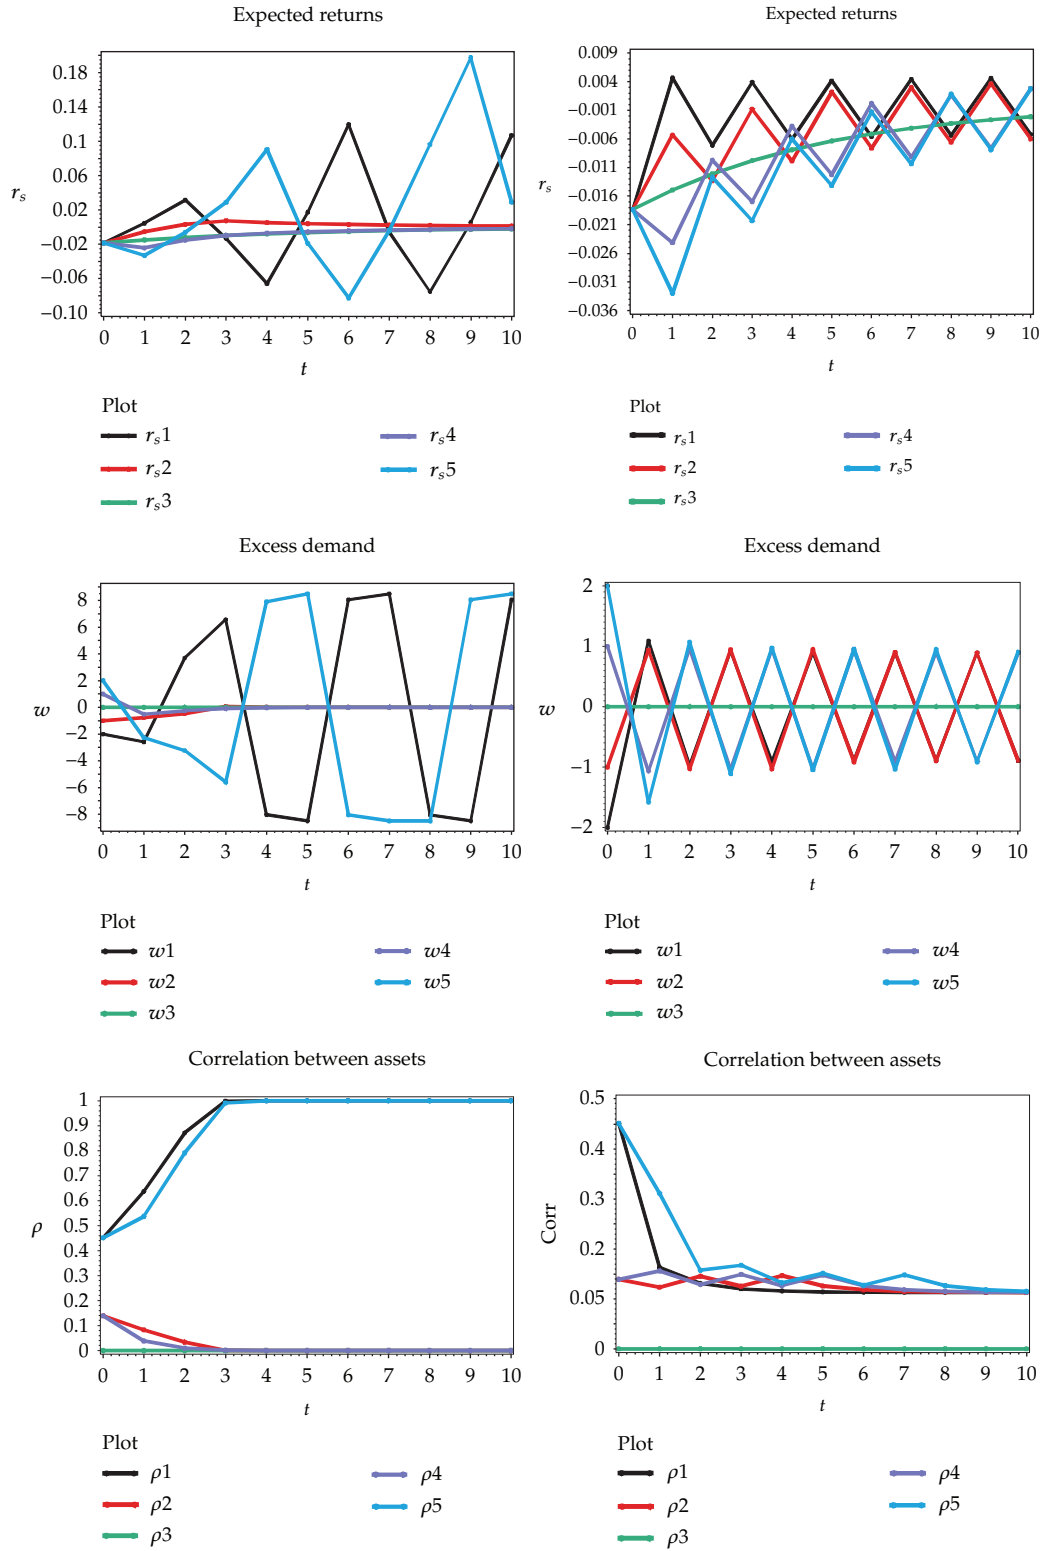 Expected returns
0.18
0.14
0.1
0.06
0.02
−0.02
−0.06
−0.10
r_s
0 1 2 3 4 5 6 7 8 9 10
t
Plot
r_s1
r_s2
r_s3
r_s4
r_s5
Expected returns
0.009
0.004
−0.001
−0.006
−0.011
−0.016
−0.021
−0.026
−0.031
−0.036
r_s
0 1 2 3 4 5 6 7 8 9 10
t
Plot
r_s1
r_s2
r_s3
r_s4
r_s5
Excess demand
8
6
4
2
0
−2
−4
−6
−8
w
0 1 2 3 4 5 6 7 8 9 10
t
Plot
w1
w2
w3
w4
w5
Excess demand
2
1
0
−1
−2
w
0 1 2 3 4 5 6 7 8 9 10
t
Plot
w1
w2
w3
w4
w5
Correlation between assets
1
0.9
0.8
0.7
0.6
0.5
0.4
0.3
0.2
0.1
0
ρ
0 1 2 3 4 5 6 7 8 9 10
t
Plot
ρ1
ρ2
ρ3
ρ4
ρ5
Correlation between assets
0.5
0.4
0.3
0.2
0.05
0
Corr
0 1 2 3 4 5 6 7 8 9 10
t
Plot
ρ1
ρ2
ρ3
ρ4
ρ5